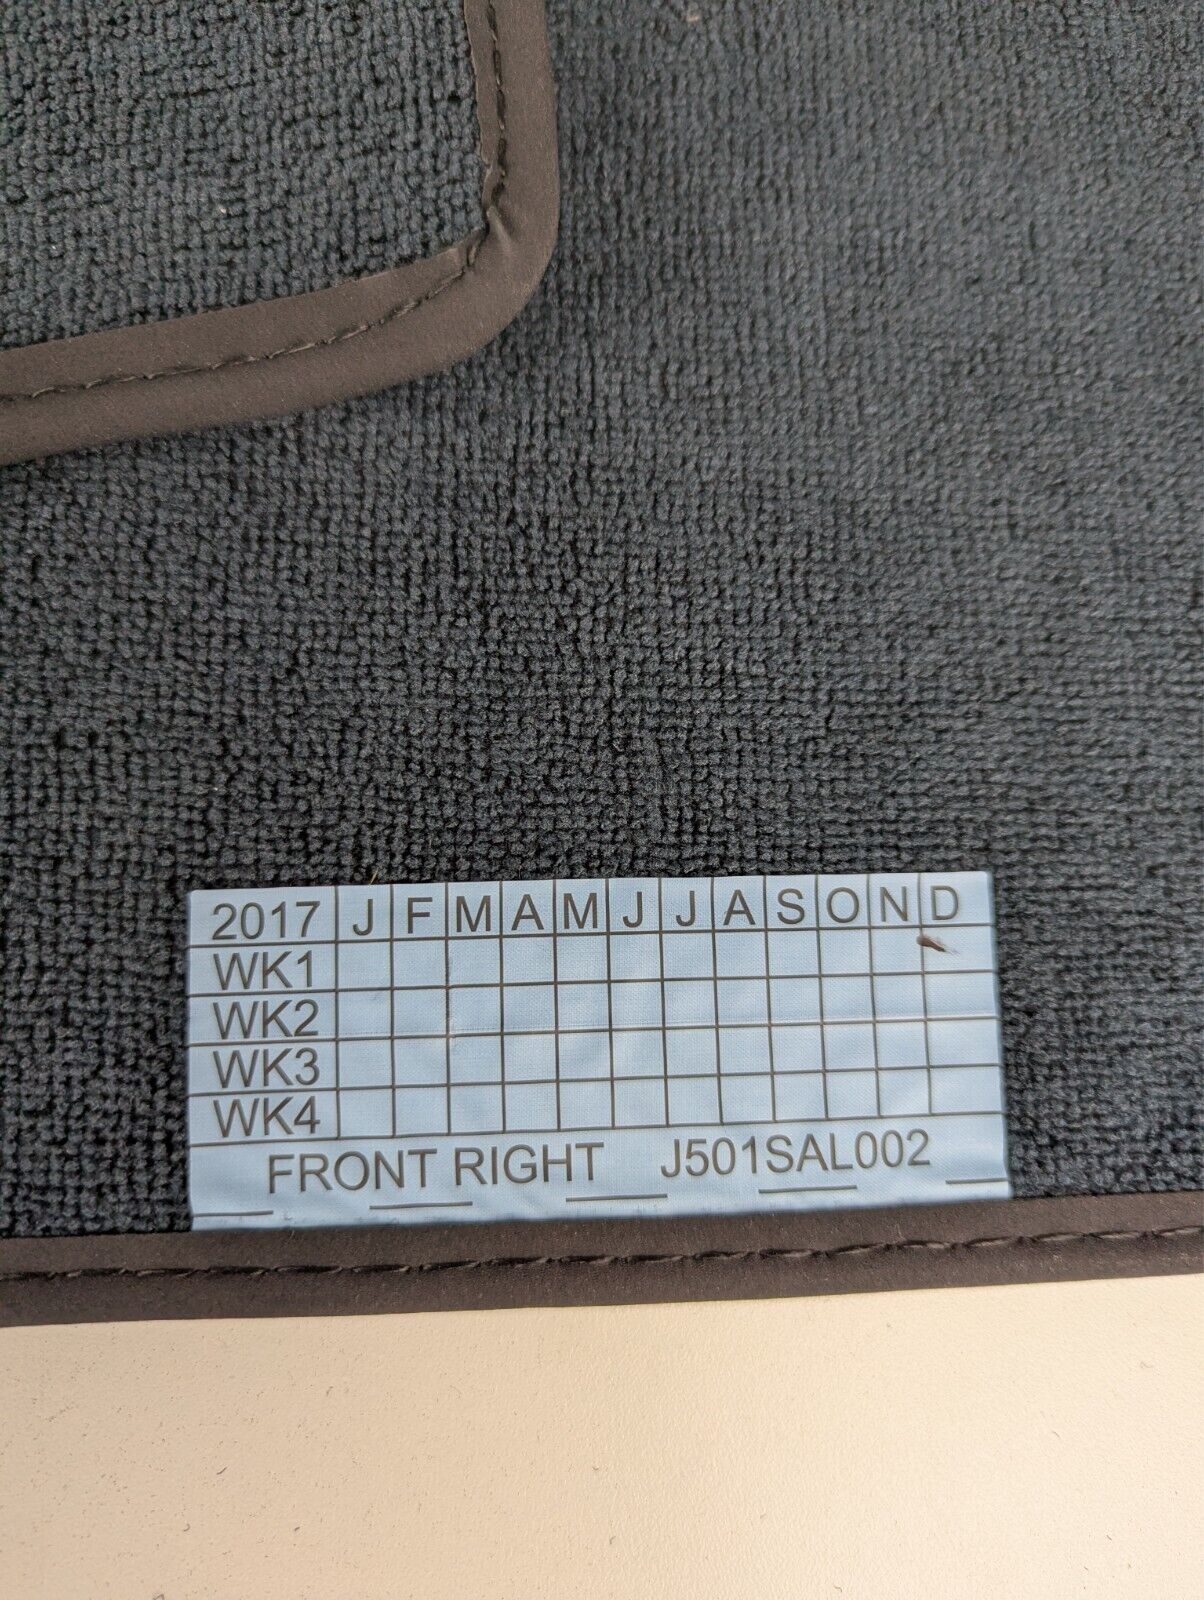 2017 J F M A M J J A S O N D
WK1
WK2
WK3
WK4
FRONT RIGHT J501SAL002